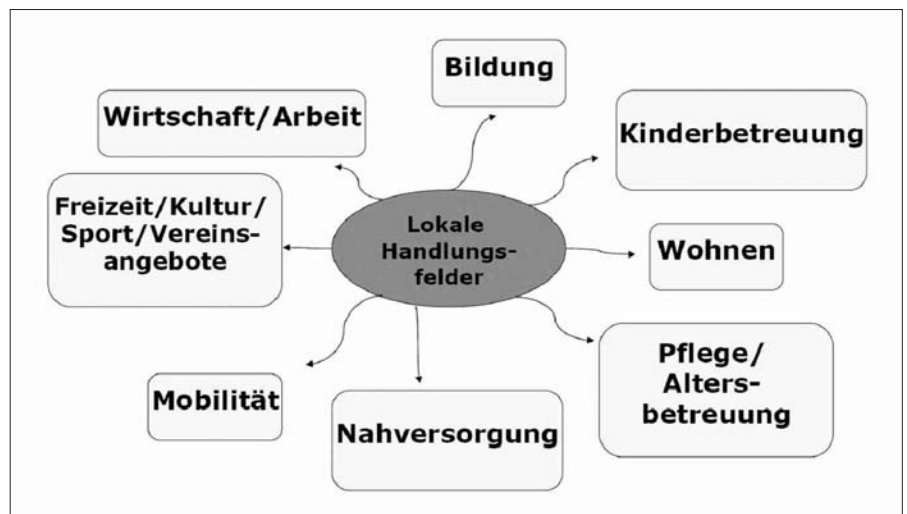 Bildung
Wirtschaft/Arbeit
Kinderbetreuung
Freizeit/Kultur/
Sport/Vereins-
angebote
Lokale
Handlungs-
felder
Wohnen
Pflege/
Alters-
betreuung
Mobilität
Nahversorgung